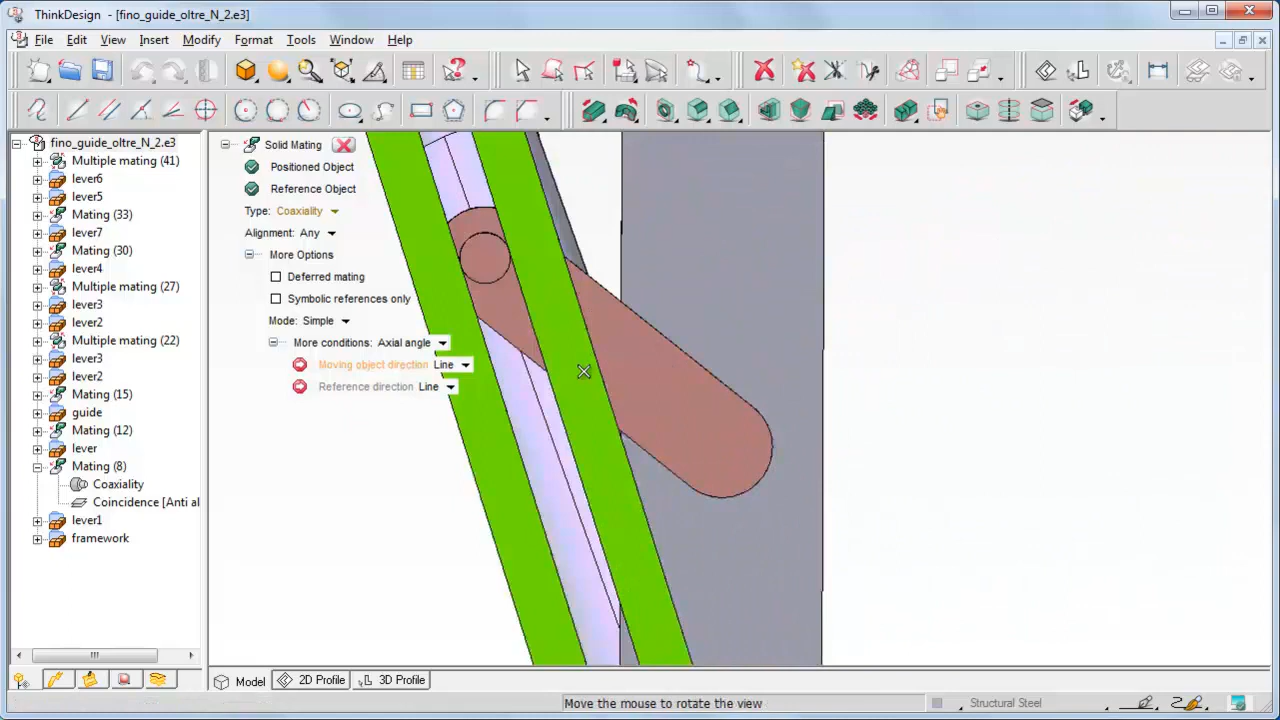 ThinkDesign - [fino_guide_oltre_N_2.e3]
File Edit View Insert Modify Format Tools Window Help
fino_guide_oltre_N_2.e3
Multiple mating (41)
lever6
lever5
Mating (33)
lever7
Mating (30)
lever4
Multiple mating (27)
lever3
lever2
Multiple mating (22)
lever3
lever2
Mating (15)
guide
Mating (12)
lever
Mating (8)
Coaxiality
Coincidence [Anti al
lever1
framework
Solid Mating
Positioned Object
Reference Object
Type: Coaxiality
Alignment: Any
More Options
Deferred mating
Symbolic references only
Mode: Simple
More conditions: Axial angle
Moving object direction Line
Reference direction Line
Model 2D Profile 3D Profile
Move the mouse to rotate the view
Structural Steel